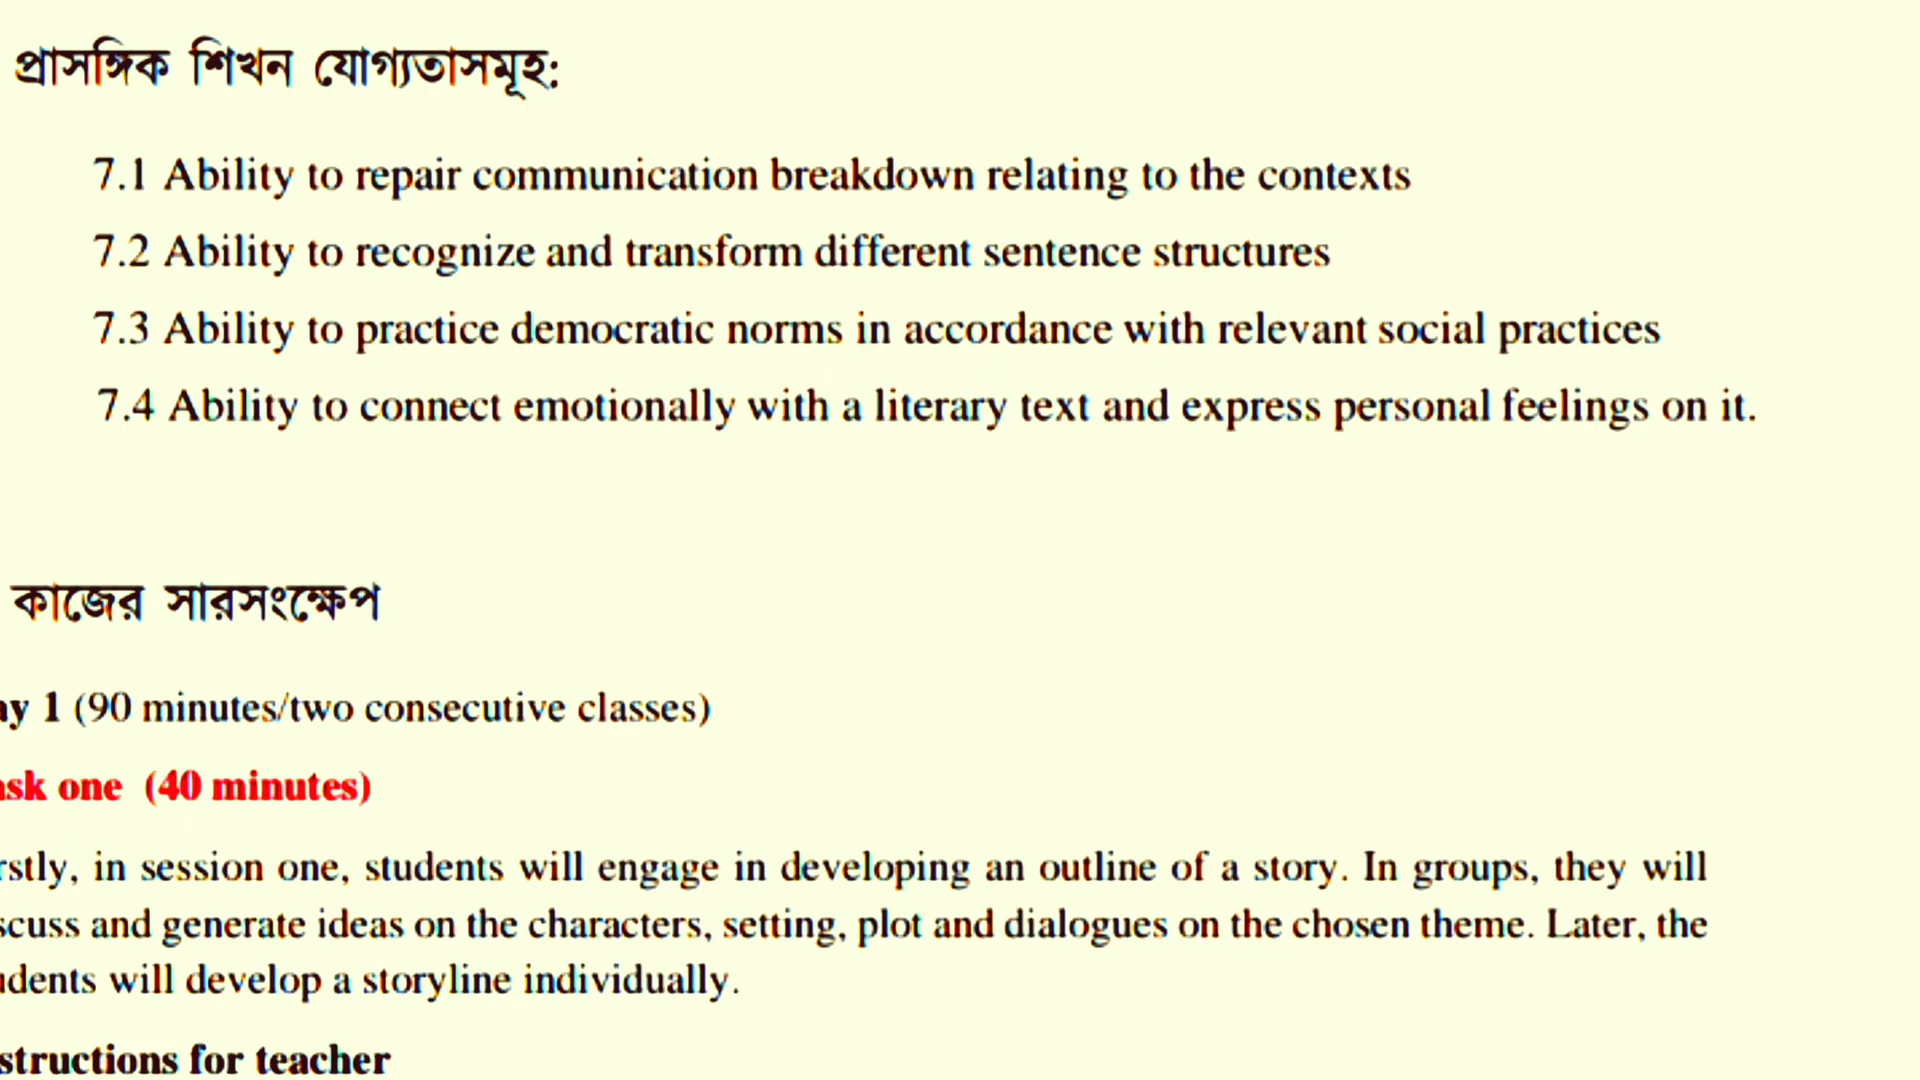 প্রাসঙ্গিক শিখন যোগ্যতাসমূহ:
7.1 Ability to repair communication breakdown relating to the contexts
7.2 Ability to recognize and transform different sentence structures
7.3 Ability to practice democratic norms in accordance with relevant social practices
7.4 Ability to connect emotionally with a literary text and express personal feelings on it.
কাজের সারসংক্ষেপ
ay 1 (90 minutes/two consecutive classes)
ask one (40 minutes)
rstly, in session one, students will engage in developing an outline of a story. In groups, they will
scuss and generate ideas on the characters, setting, plot and dialogues on the chosen theme. Later, the
udents will develop a storyline individually.
structions for teacher